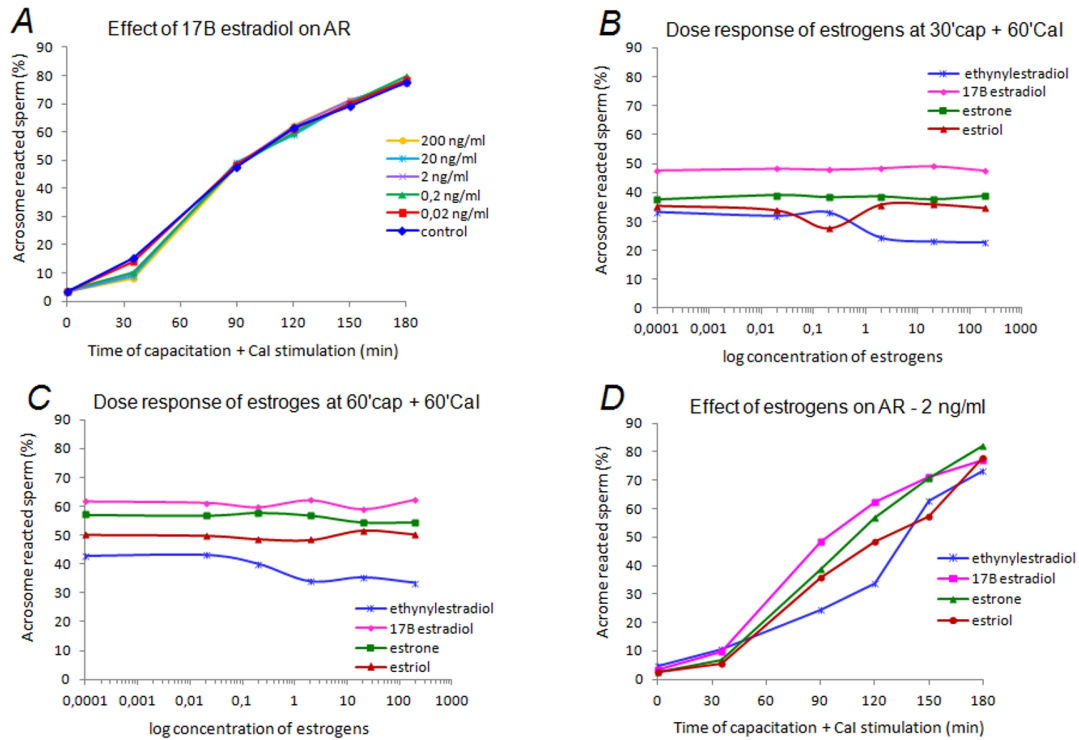 A
Effect of 17B estradiol on AR
Acrosome reacted sperm (%)
90
80
70
60
50
40
30
20
10
0
0 30 60 90 120 150 180
Time of capacitation + CaI stimulation (min)
200 ng/ml
20 ng/ml
2 ng/ml
0,2 ng/ml
0,02 ng/ml
control
B
Dose response of estrogens at 30'cap + 60'CaI
Acrosome reacted sperm (%)
90
80
70
60
50
40
30
20
10
0
0,0001 0,001 0,01 0,1 1 10 100 1000
log concentration of estrogens
ethynylestradiol
17B estradiol
estrone
estriol
C
Dose response of estroges at 60'cap + 60'CaI
Acrosome reacted sperm (%)
90
80
70
60
50
40
30
20
10
0
0,0001 0,001 0,01 0,1 1 10 100 1000
log concentration of estrogens
ethynylestradiol
17B estradiol
estrone
estriol
D
Effect of estrogens on AR - 2 ng/ml
Acrome reacted sperm (%)
90
80
70
60
50
40
30
20
10
0
0 30 60 90 120 150 180
Time of capacitation + CaI stimulation (min)
ethynylestradiol
17B estradiol
estrone
estriol